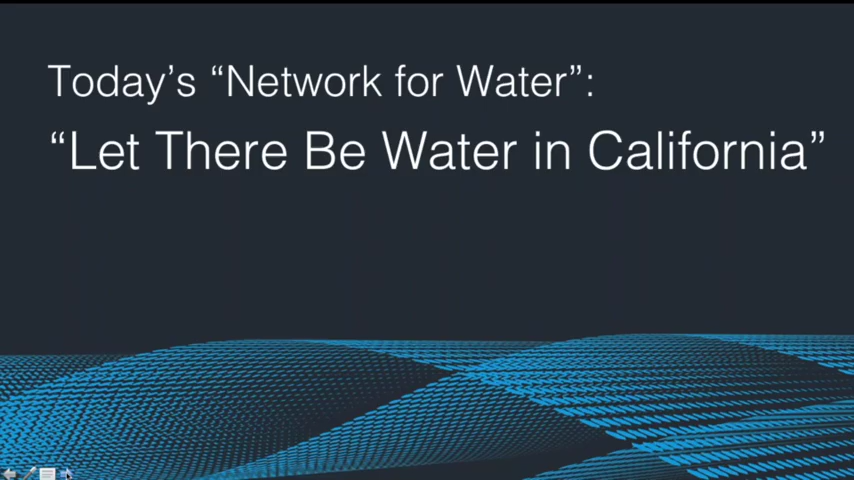 Today’s “Network for Water”:
“Let There Be Water in California”